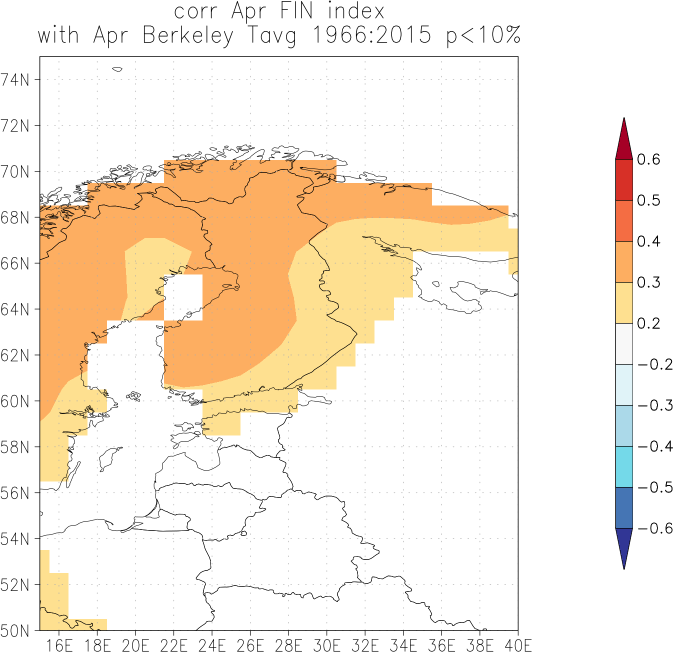 corr Apr FIN index
with Apr Berkeley Tavg 1966:2015 p<10%
74N
72N
70N
68N
66N
64N
62N
60N
58N
56N
54N
52N
50N
16E 18E 20E 22E 24E 26E 28E 30E 32E 34E 36E 38E 40E
0.6
0.5
0.4
0.3
0.2
-0.2
-0.3
-0.4
-0.5
-0.6